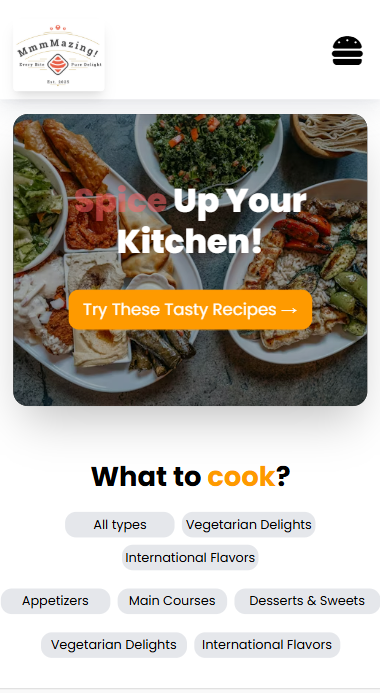 MmmMazing!
Every Bite Pure Delight
Est. 2025
Spice Up Your
Kitchen!
Try These Tasty Recipes →
What to cook?
All types
Vegetarian Delights
International Flavors
Appetizers
Main Courses
Desserts & Sweets
Vegetarian Delights
International Flavors